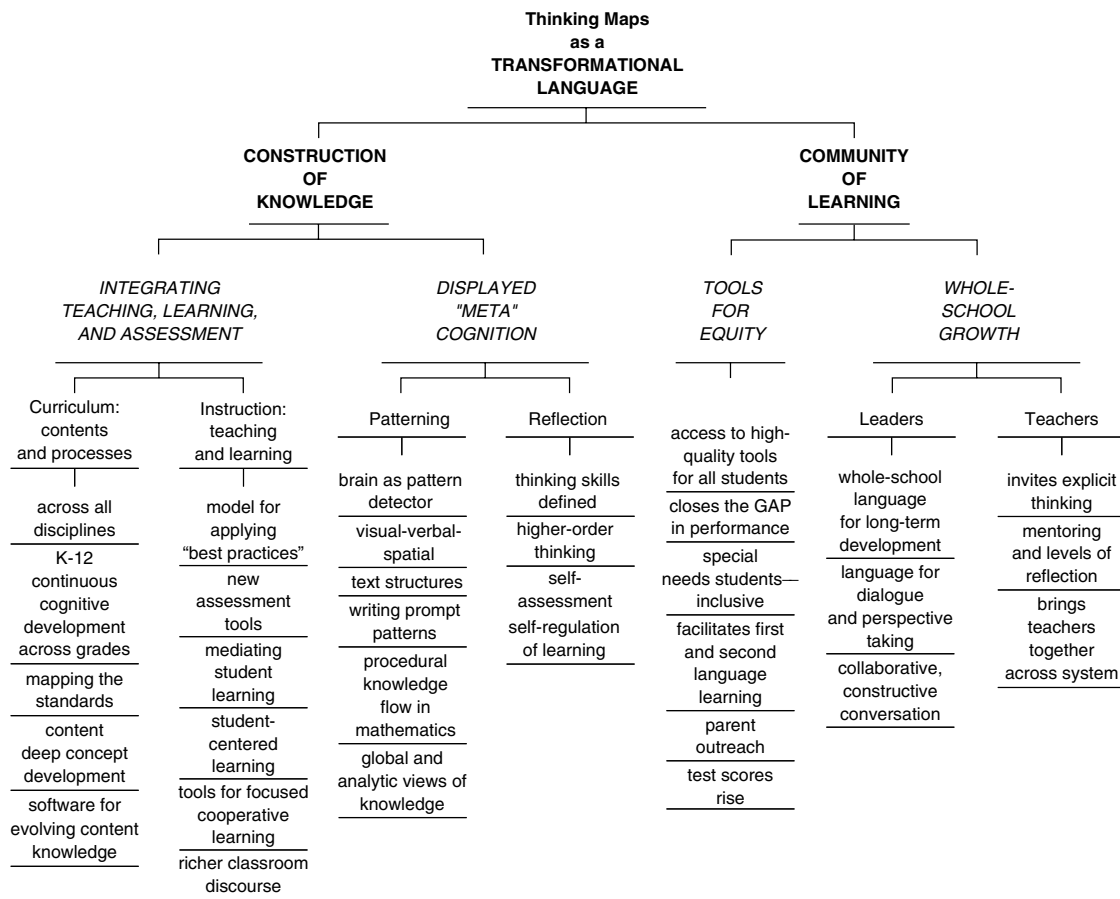 Thinking Maps
as a
TRANSFORMATIONAL
LANGUAGE
CONSTRUCTION
OF
KNOWLEDGE
COMMUNITY
OF
LEARNING
INTEGRATING
TEACHING, LEARNING,
AND ASSESSMENT
DISPLAYED
"META"
COGNITION
TOOLS
FOR
EQUITY
WHOLE-
SCHOOL
GROWTH
Curriculum:
contents
and processes
across all
disciplines
K-12
continuous
cognitive
development
across grades
mapping the
standards
content
deep concept
development
software for
evolving content
knowledge
Instruction:
teaching
and learning
model for
applying
“best practices”
new
assessment
tools
mediating
student
learning
student-
centered
learning
tools for focused
cooperative
learning
richer classroom
discourse
Patterning
brain as pattern
detector
visual-verbal-
spatial
text structures
writing prompt
patterns
procedural
knowledge
flow in
mathematics
global and
analytic views of
knowledge
Reflection
thinking skills
defined
higher-order
thinking
self-
assessment
self-regulation
of learning
access to high-
quality tools
for all students
closes the GAP
in performance
special
needs students—
inclusive
facilitates first
and second
language
learning
parent
outreach
test scores
rise
Leaders
whole-school
language
for long-term
development
language for
dialogue
and perspective
taking
collaborative,
constructive
conversation
Teachers
invites explicit
thinking
mentoring
and levels of
reflection
brings
teachers
together
across system